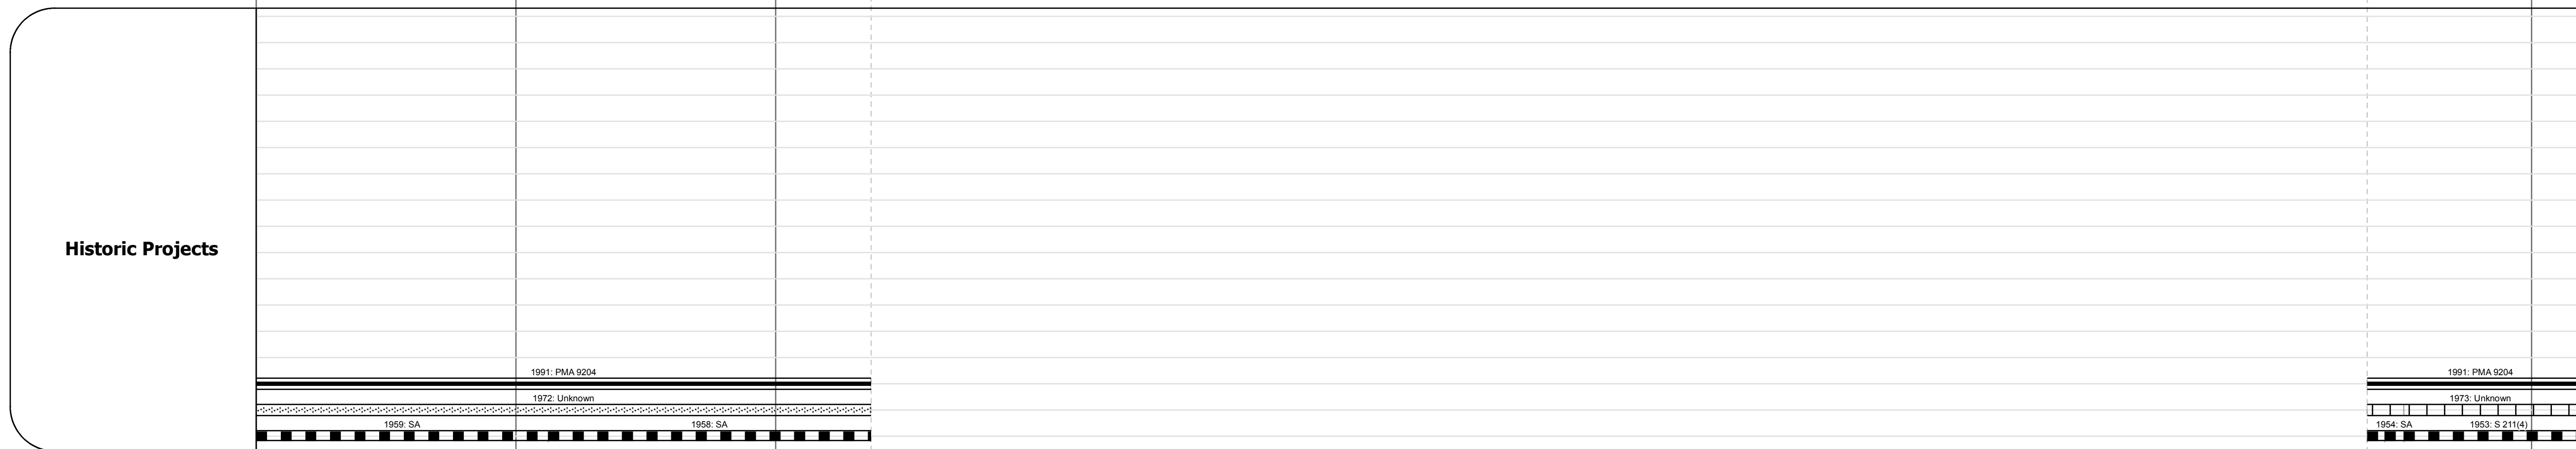 Historic Projects
1991: PMA 9204
1991: PMA 9204
1972: Unknown
1973: Unknown
1959: SA
1958: SA
1954: SA
1953: S 211(4)